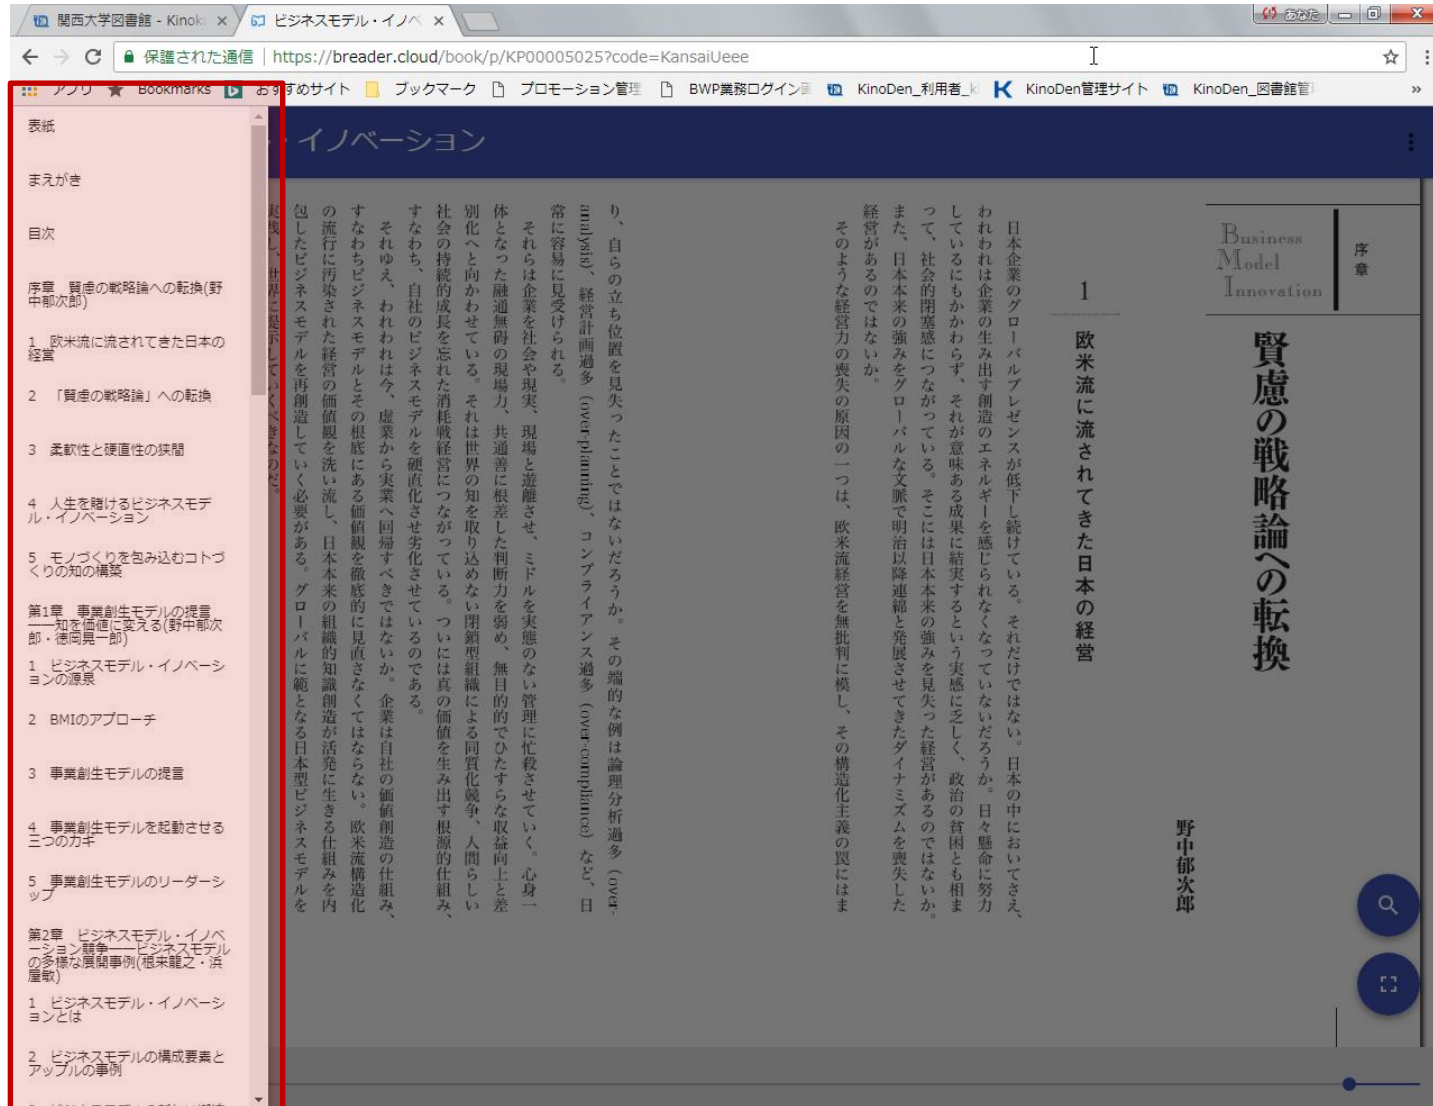 関西大学図書館 - Kinok
ビジネスモデル・イノベ
あなた
保護された通信
https://breader.cloud/book/p/KP00005025?code=KansaiUeee
アプリ
Bookmarks
おすすめサイト
ブックマーク
プロモーション管理
BWP業務ログイン画
KinoDen_利用者_k
KinoDen管理サイト
KinoDen_図書館管
»
・イノベーション
表紙
まえがき
目次
序章 賢慮の戦略論への転換(野
中郁次郎)
1 欧米流に流されてきた日本の
経営
2 「賢慮の戦略論」への転換
3 柔軟性と硬直性の狭間
4 人生を賭けるビジネスモデ
ル・イノベーション
5 モノづくりを包み込むコトづ
くりの知の構築
第1章 事業創生モデルの提言
――知を価値に変える(野中郁次
郎・徳岡晃一郎)
1 ビジネスモデル・イノベーシ
ョンの源泉
2 BMIのアプローチ
3 事業創生モデルの提言
4 事業創生モデルを起動させる
三つのカギ
5 事業創生モデルのリーダーシ
ップ
第2章 ビジネスモデル・イノベ
ーション競争――ビジネスモデル
の多様な展開事例(根来龍之・浜
屋敏)
1 ビジネスモデル・イノベーシ
ョンとは
2 ビジネスモデルの構成要素と
アップルの事例
序章
Business
Model
Innovation
賢慮の戦略論への転換
野中郁次郎
1 欧米流に流されてきた日本の経営
日本企業のグローバルプレゼンスが低下し続けている。それだけではない。日本の中においてさえ、
われわれは企業の生み出す創造のエネルギーを感じられなくなっていないだろうか。日々懸命に努力
しているにもかかわらず、それが意味ある成果に結実するという実感に乏しく、政治の貧困とも相ま
って、社会的閉塞感につながっている。そこには日本本来の強みを見失った経営があるのではないか。
また、日本本来の強みをグローバルな文脈で明治以降連綿と発展させてきたダイナミズムを喪失した
経営があるのではないか。
そのような経営力の喪失の原因の一つは、欧米流経営を無批判に模し、その構造化主義の罠にはま
り、自らの立ち位置を見失ったことではないだろうか。その端的な例は論理分析過多（over-
analysis）、経営計画過多（over-planning）、コンプライアンス過多（over-compliance）など、日
常に容易に見受けられる。
それらは企業を社会や現実、現場と遊離させ、ミドルを実態のない管理に忙殺させていく。心身一
体となった融通無碍の現場力、共通善に根差した判断力を弱め、無目的的でひたすらな収益向上と差
別化へと向かわせている。それは世界の知を取り込めない閉鎖型組織による同質化競争、人間らしい
社会の持続的成長を忘れた消耗戦経営につながっている。ついには真の価値を生み出す根源的仕組み、
すなわち、自社のビジネスモデルを硬直化させ劣化させているのである。
それゆえ、われわれは今、虚業から実業へ回帰すべきではないか。企業は自社の価値創造の仕組み、
すなわちビジネスモデルとその根底にある価値観を徹底的に見直さなくてはならない。欧米流構造化
の流行に汚染された経営の価値観を洗い流し、日本本来の組織的知識創造が活発に生きる仕組みを内
包したビジネスモデルを再創造していく必要がある。グローバルに範となる日本型ビジネスモデルを